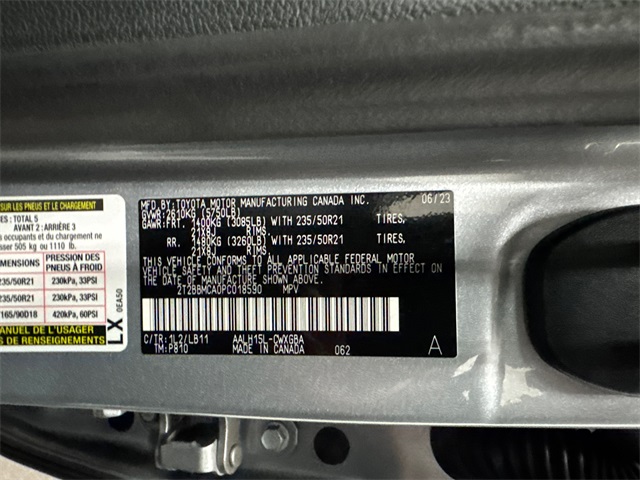 SUR LES PNEUS ET LE CHARGEMENT
TOTAL 5
AVANT 2: ARRIÈRE 3
occupants et du chargement ne
505 kg ou 1110 lb.
PRESSION DES
PNEUS À FROID
235/50R21 230kPa, 33PSI
235/50R21 230kPa, 33PSI
165/90D18 420kPa, 60PSI
MANUEL DE L'USAGER
DE RENSEIGNEMENTS
LX 0EA50
MFD.BY:TOYOTA MOTOR MANUFACTURING CANADA INC. 06/23
GVWR:2610KG (5750LB)
GAWR:FRT. 1400KG (3085LB) WITH 235/50R21 TIRES,
RIMS
RR. 1480KG (3260LB) WITH 235/50R21 TIRES,
RIMS
THIS VEHICLE CONFORMS TO ALL APPLICABLE FEDERAL MOTOR
VEHICLE SAFETY AND THEFT PREVENTION STANDARDS IN EFFECT
ON THE DATE OF MANUFACTURE SHOWN ABOVE.
2T2BBMCA0PC018590 MPV
C/TR:1L2/LB11 AALH15L-CWXGBA
TM:P810 MADE IN CANADA 062 A